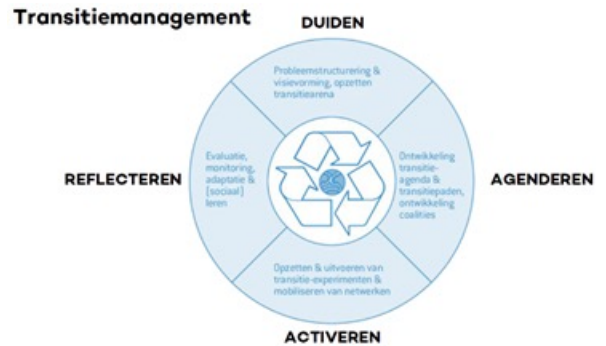 Transitiemanagement
DUIDEN
Probleemstructurering &
visievorming, opzetten
transitiearena
REFLECTEREN
Evaluatie,
monitoring,
adaptatie &
[sociaal]
leren
Ontwikkeling
transitie-
agenda &
transitiepaden,
ontwikkeling
coalities
AGENDEREN
Opzetten & uitvoeren van
transitie-experimenten &
mobiliseren van netwerken
ACTIVEREN